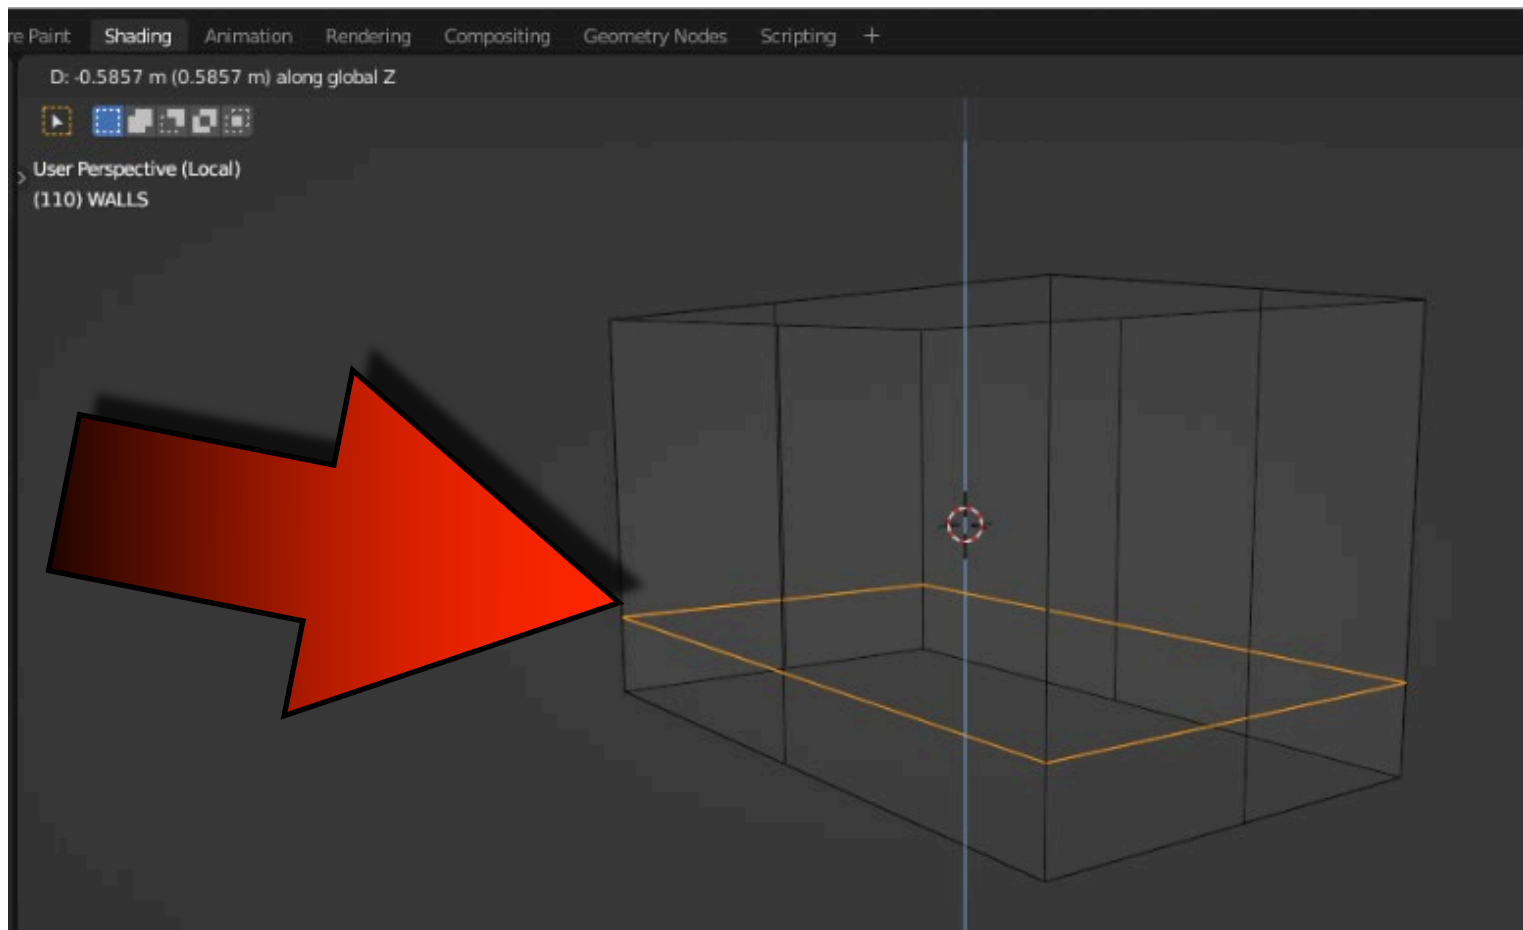 re Paint Shading Animation Rendering Compositing Geometry Nodes Scripting +
D: -0.5857 m (0.5857 m) along global Z
User Perspective (Local)
(110) WALLS